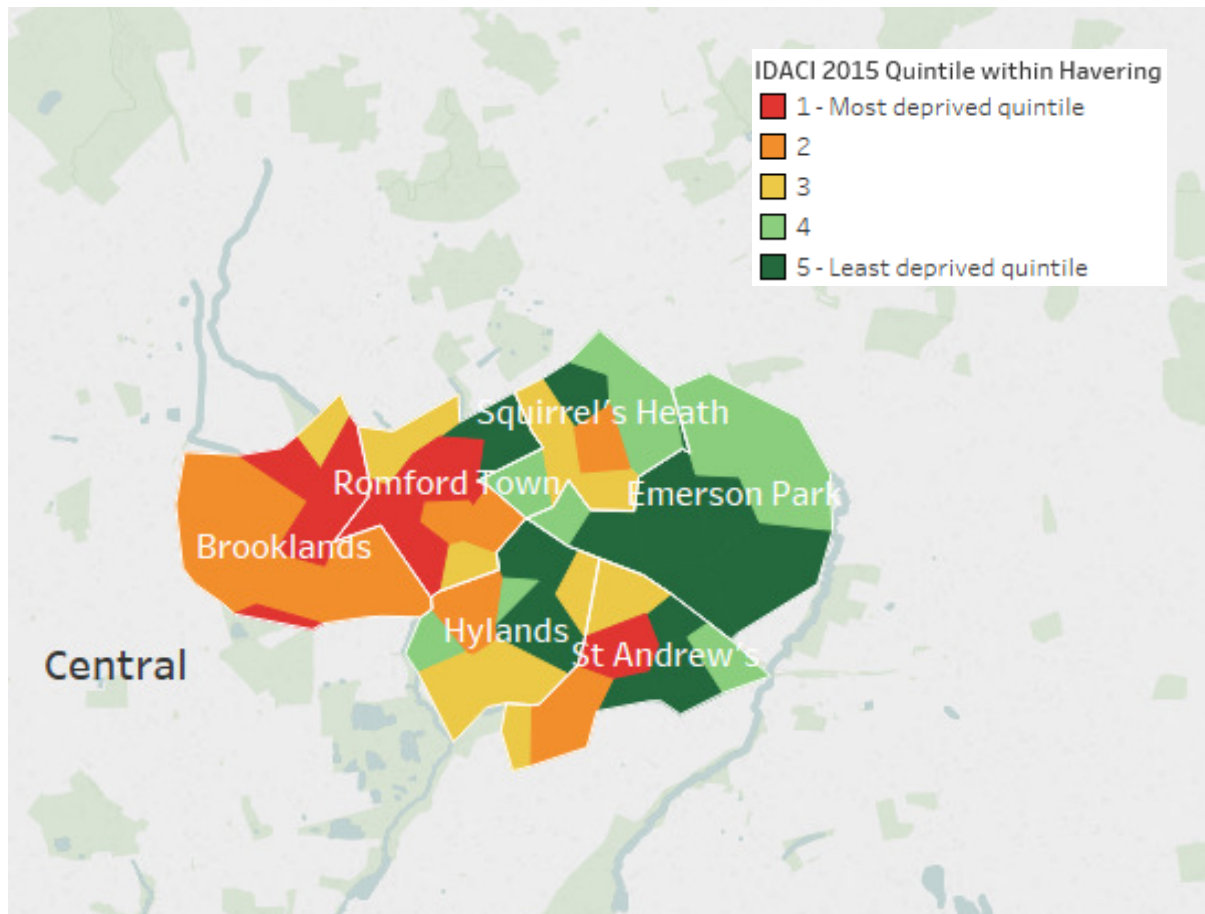 IDACI 2015 Quintile within Havering
1 - Most deprived quintile
2
3
4
5 - Least deprived quintile
Squirrel's Heath
Romford Town
Emerson Park
Brooklands
Hylands
St Andrew's
Central